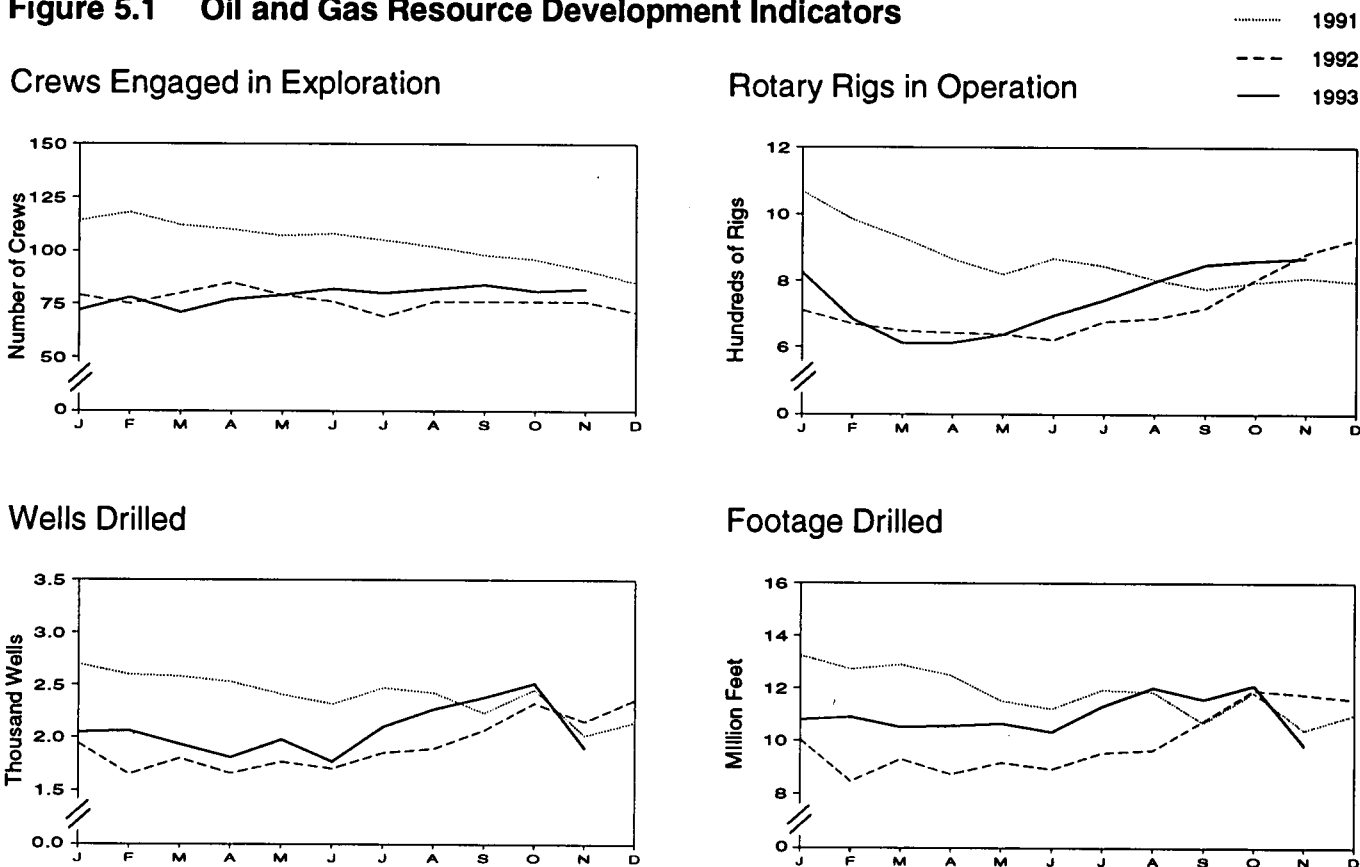 Figure 5.1 Oil and Gas Resource Development Indicators
1991
1992
1993
Crews Engaged in Exploration
Number of Crews
150
125
100
75
50
0
J F M A M J J A S O N D
Rotary Rigs in Operation
Hundreds of Rigs
12
10
8
6
0
J F M A M J J A S O N D
Wells Drilled
Thousand Wells
3.5
3.0
2.5
2.0
1.5
0.0
J F M A M J J A S O N D
Footage Drilled
Million Feet
16
14
12
10
8
0
J F M A M J J A S O N D